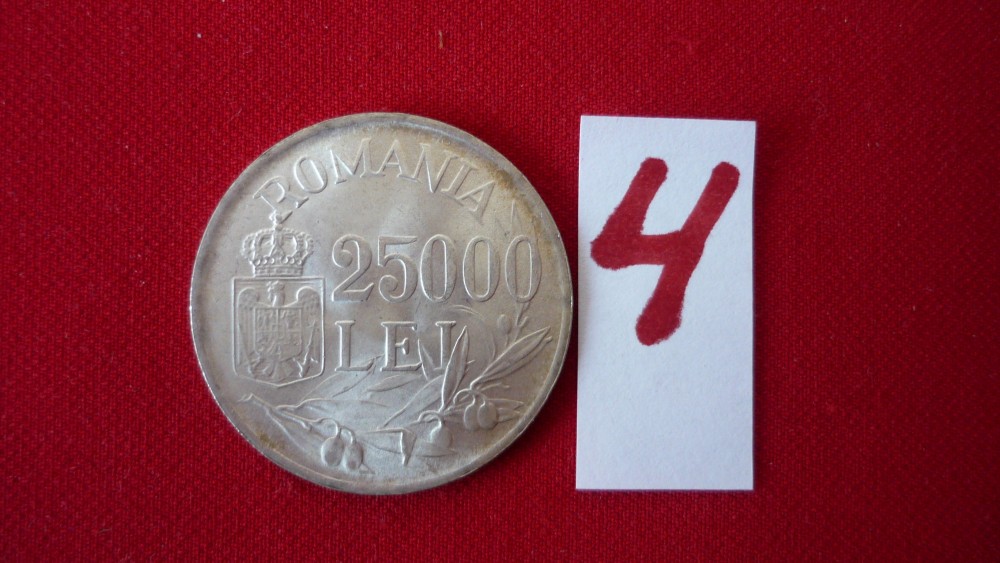 ROMANIA
25000
LEI
4